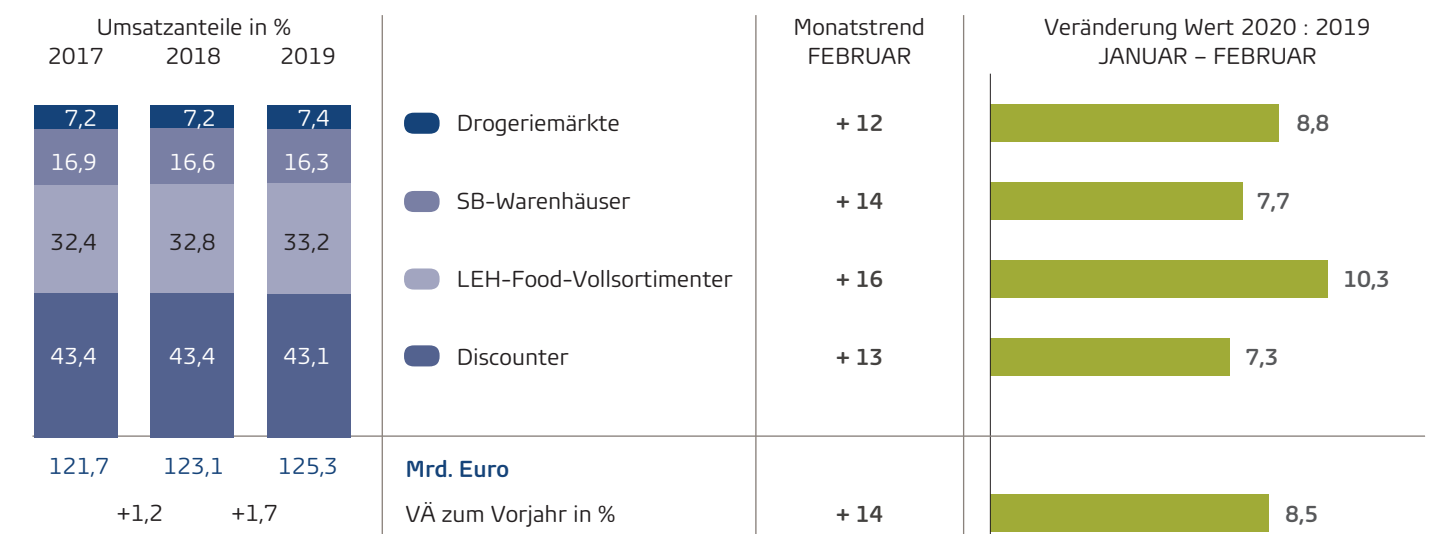 Umsatzanteile in %
2017 2018 2019
Monatstrend
FEBRUAR
Veränderung Wert 2020 : 2019
JANUAR – FEBRUAR
7,2 7,2 7,4 Drogeriemärkte + 12 8,8
16,9 16,6 16,3 SB-Warenhäuser + 14 7,7
32,4 32,8 33,2 LEH-Food-Vollsortimenter + 16 10,3
43,4 43,4 43,1 Discounter + 13 7,3
121,7 123,1 125,3 Mrd. Euro
+1,2 +1,7 VÄ zum Vorjahr in % + 14 8,5